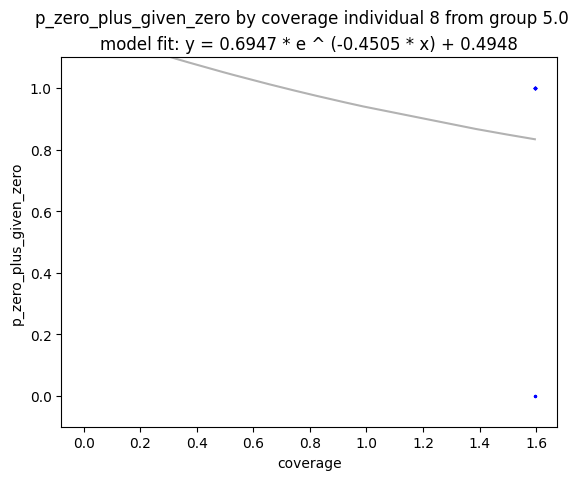 p_zero_plus_given_zero by coverage individual 8 from group 5.0
model fit: y = 0.6947 * e ^ (-0.4505 * x) + 0.4948
1.0
0.8
0.6
0.4
0.2
0.0
p_zero_plus_given_zero
0.0 0.2 0.4 0.6 0.8 1.0 1.2 1.4 1.6
coverage